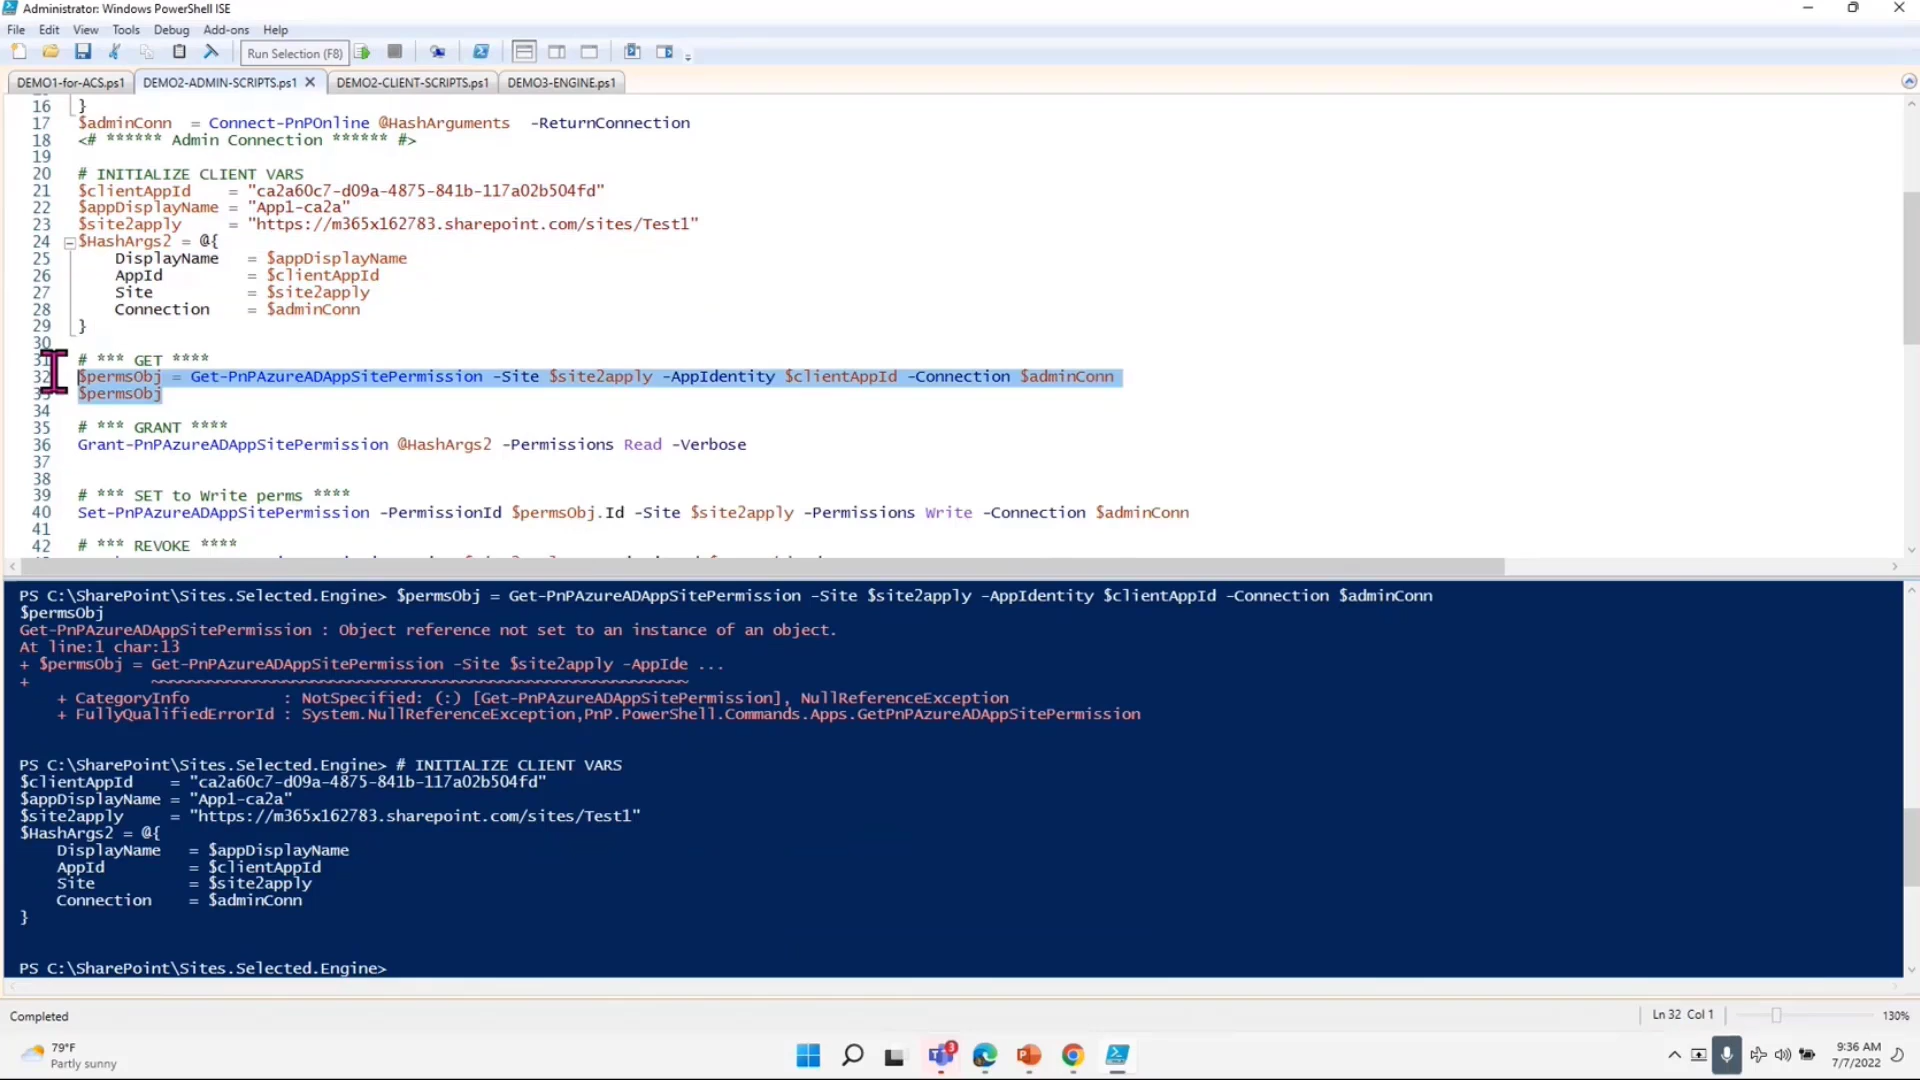 Administrator: Windows PowerShell ISE
File Edit View Tools Debug Add-ons Help
Run Selection (F8)
DEMO1-for-ACS.ps1 DEMO2-ADMIN-SCRIPTS.ps1 DEMO2-CLIENT-SCRIPTS.ps1 DEMO3-ENGINE.ps1
16 }
17 $adminConn = Connect-PnPOnline @HashArguments -ReturnConnection
18 <# ****** Admin Connection ****** #>
19
20 # INITIALIZE CLIENT VARS
21 $clientAppId = "ca2a60c7-d09a-4875-841b-117a02b504fd"
22 $appDisplayName = "App1-ca2a"
23 $site2apply = "https://m365x162783.sharepoint.com/sites/Test1"
24 $HashArgs2 = @{
25 DisplayName = $appDisplayName
26 AppId = $clientAppId
27 Site = $site2apply
28 Connection = $adminConn
29 }
30
31 # *** GET ****
32 $permsObj = Get-PnPAzureADAppSitePermission -Site $site2apply -AppIdentity $clientAppId -Connection $adminConn
33 $permsObj
34
35 # *** GRANT ****
36 Grant-PnPAzureADAppSitePermission @HashArgs2 -Permissions Read -Verbose
37
38
39 # *** SET to Write perms ****
40 Set-PnPAzureADAppSitePermission -PermissionId $permsObj.Id -Site $site2apply -Permissions Write -Connection $adminConn
41
42 # *** REVOKE ****
PS C:\SharePoint\Sites.Selected.Engine> $permsObj = Get-PnPAzureADAppSitePermission -Site $site2apply -AppIdentity $clientAppId -Connection $adminConn
$permsObj
Get-PnPAzureADAppSitePermission : Object reference not set to an instance of an object.
At line:1 char:13
+ $permsObj = Get-PnPAzureADAppSitePermission -Site $site2apply -AppIde ...
+ ~~~~~~~~~~~~~~~~~~~~~~~~~~~~~~~~~~~~~~~~~~~~~~~~~~~~~~~~~~~
+ CategoryInfo : NotSpecified: (:) [Get-PnPAzureADAppSitePermission], NullReferenceException
+ FullyQualifiedErrorId : System.NullReferenceException,PnP.PowerShell.Commands.Apps.GetPnPAzureADAppSitePermission
PS C:\SharePoint\Sites.Selected.Engine> # INITIALIZE CLIENT VARS
$clientAppId = "ca2a60c7-d09a-4875-841b-117a02b504fd"
$appDisplayName = "App1-ca2a"
$site2apply = "https://m365x162783.sharepoint.com/sites/Test1"
$HashArgs2 = @{
DisplayName = $appDisplayName
AppId = $clientAppId
Site = $site2apply
Connection = $adminConn
}
PS C:\SharePoint\Sites.Selected.Engine>
Completed Ln 32 Col 1 130%
79°F
Partly sunny
3
9:36 AM
7/7/2022